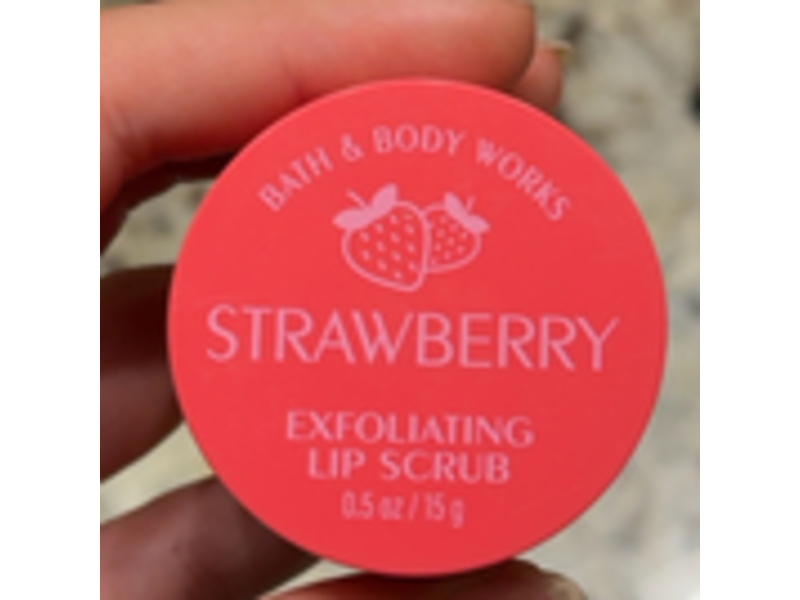 BATH & BODY WORKS
STRAWBERRY
EXFOLIATING
LIP SCRUB
0.5 oz / 15 g